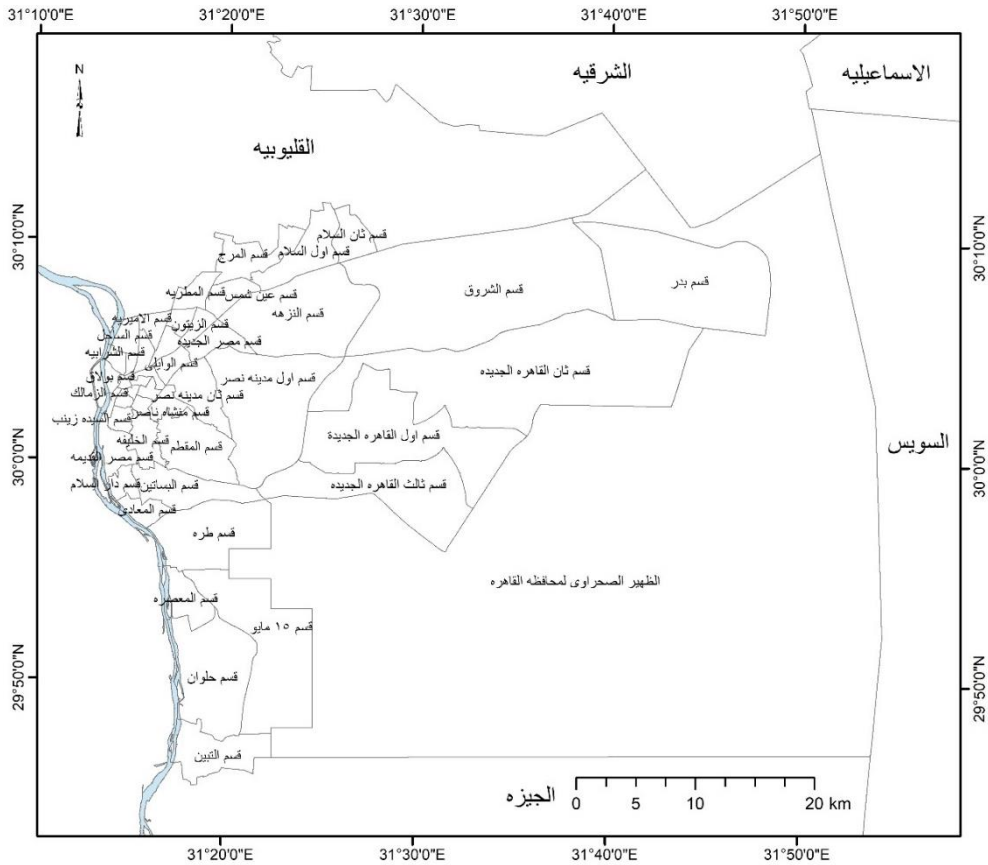 31°10'0"E
31°20'0"E
31°30'0"E
31°40'0"E
31°50'0"E
N
الشرقيه
الاسماعيليه
القليوبيه
30°10'0"N
30°10'0"N
قسم ثان السلام
قسم اول السلام
قسم المرج
قسم بدر
قسم الشروق
قسم عين شمس
قسم المطريه
قسم النزهه
قسم الاميريه
قسم الزيتون
قسم الساحل
قسم مصر الجديده
قسم الشرابيه
قسم الوايلى
قسم ثان القاهره الجديده
قسم بولاق
قسم اول مدينه نصر
قسم الزمالك
قسم ثان مدينه نصر
قسم منشاه ناصر
قسم السيده زينب
قسم اول القاهره الجديدة
قسم الخليفه
قسم المقطم
السويس
قسم مصر القديمه
30°0'0"N
30°0'0"N
قسم ثالث القاهره الجديده
قسم البساتين
قسم دار السلام
قسم المعادى
قسم طره
الظهير الصحراوى لمحافظه القاهره
قسم المعصره
قسم ١٥ مايو
قسم حلوان
29°50'0"N
29°50'0"N
قسم التبين
الجيزه
0 5 10 20 km
31°20'0"E
31°30'0"E
31°40'0"E
31°50'0"E